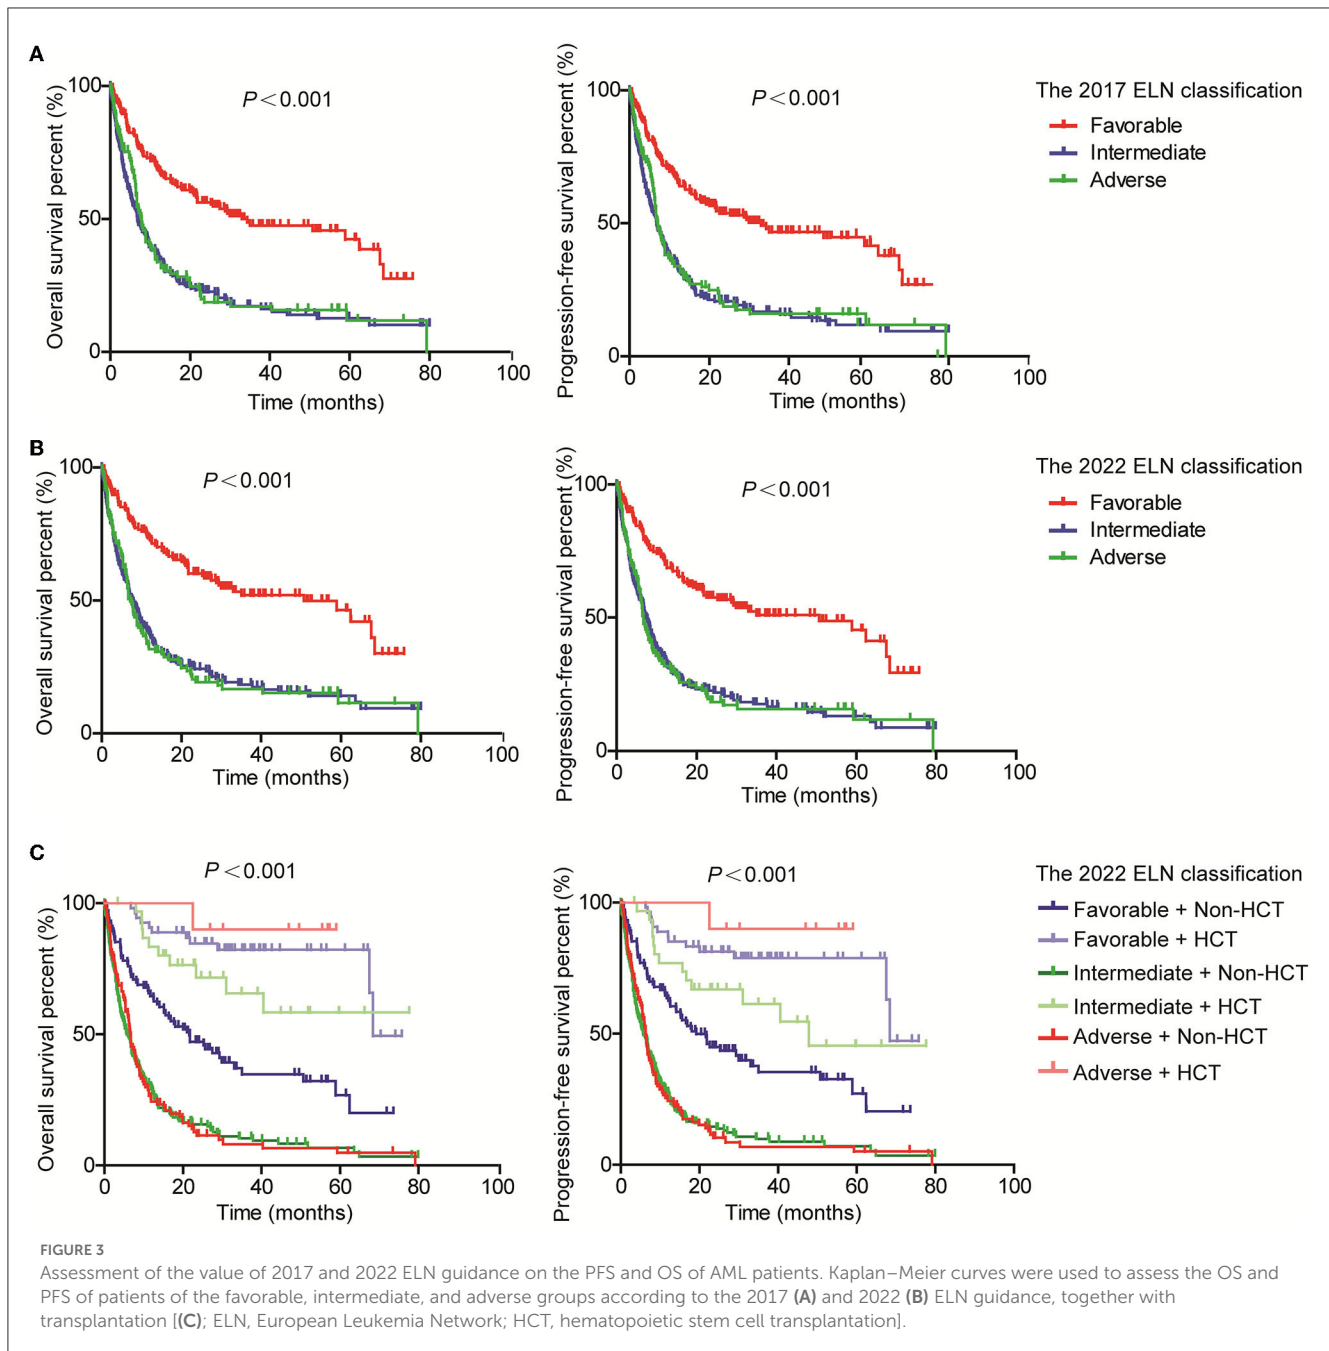 A
Overall survival percent (%)
100
50
0
P<0.001
0 20 40 60 80 100
Time (months)
Progression-free survival percent (%)
100
50
0
P<0.001
0 20 40 60 80 100
Time (months)
The 2017 ELN classification
Favorable
Intermediate
Adverse
B
Overall survival percent (%)
100
50
0
P<0.001
0 20 40 60 80 100
Time (months)
Progression-free survival percent (%)
100
50
0
P<0.001
0 20 40 60 80 100
Time (months)
The 2022 ELN classification
Favorable
Intermediate
Adverse
C
Overall survival percent (%)
100
50
0
P<0.001
0 20 40 60 80 100
Time (months)
Progression-free survival percent (%)
100
50
0
P<0.001
0 20 40 60 80 100
Time (months)
The 2022 ELN classification
Favorable + Non-HCT
Favorable + HCT
Intermediate + Non-HCT
Intermediate + HCT
Adverse + Non-HCT
Adverse + HCT
FIGURE 3
Assessment of the value of 2017 and 2022 ELN guidance on the PFS and OS of AML patients. Kaplan–Meier curves were used to assess the OS and
PFS of patients of the favorable, intermediate, and adverse groups according to the 2017 (A) and 2022 (B) ELN guidance, together with
transplantation [(C); ELN, European Leukemia Network; HCT, hematopoietic stem cell transplantation].